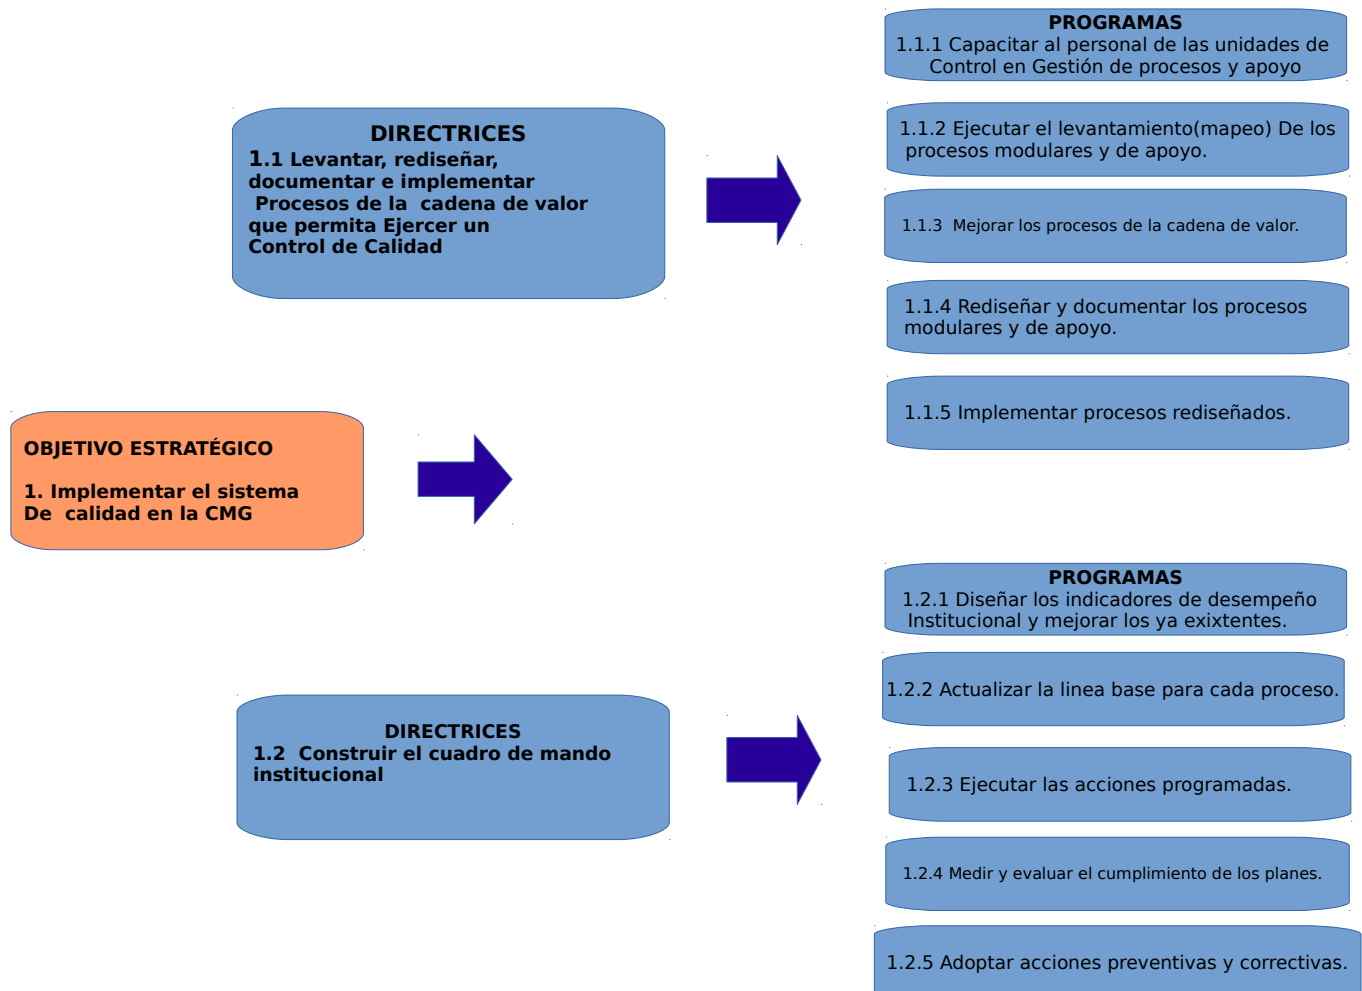 PROGRAMAS
1.1.1 Capacitar al personal de las unidades de
Control en Gestión de procesos y apoyo
DIRECTRICES
1.1 Levantar, rediseñar,
documentar e implementar
Procesos de la cadena de valor
que permita Ejercer un
Control de Calidad
1.1.2 Ejecutar el levantamiento(mapeo) De los
procesos modulares y de apoyo.
1.1.3 Mejorar los procesos de la cadena de valor.
1.1.4 Rediseñar y documentar los procesos
modulares y de apoyo.
1.1.5 Implementar procesos rediseñados.
OBJETIVO ESTRATÉGICO
1. Implementar el sistema
De calidad en la CMG
PROGRAMAS
1.2.1 Diseñar los indicadores de desempeño
Institucional y mejorar los ya exixtentes.
1.2.2 Actualizar la linea base para cada proceso.
DIRECTRICES
1.2 Construir el cuadro de mando
institucional
1.2.3 Ejecutar las acciones programadas.
1.2.4 Medir y evaluar el cumplimiento de los planes.
1.2.5 Adoptar acciones preventivas y correctivas.